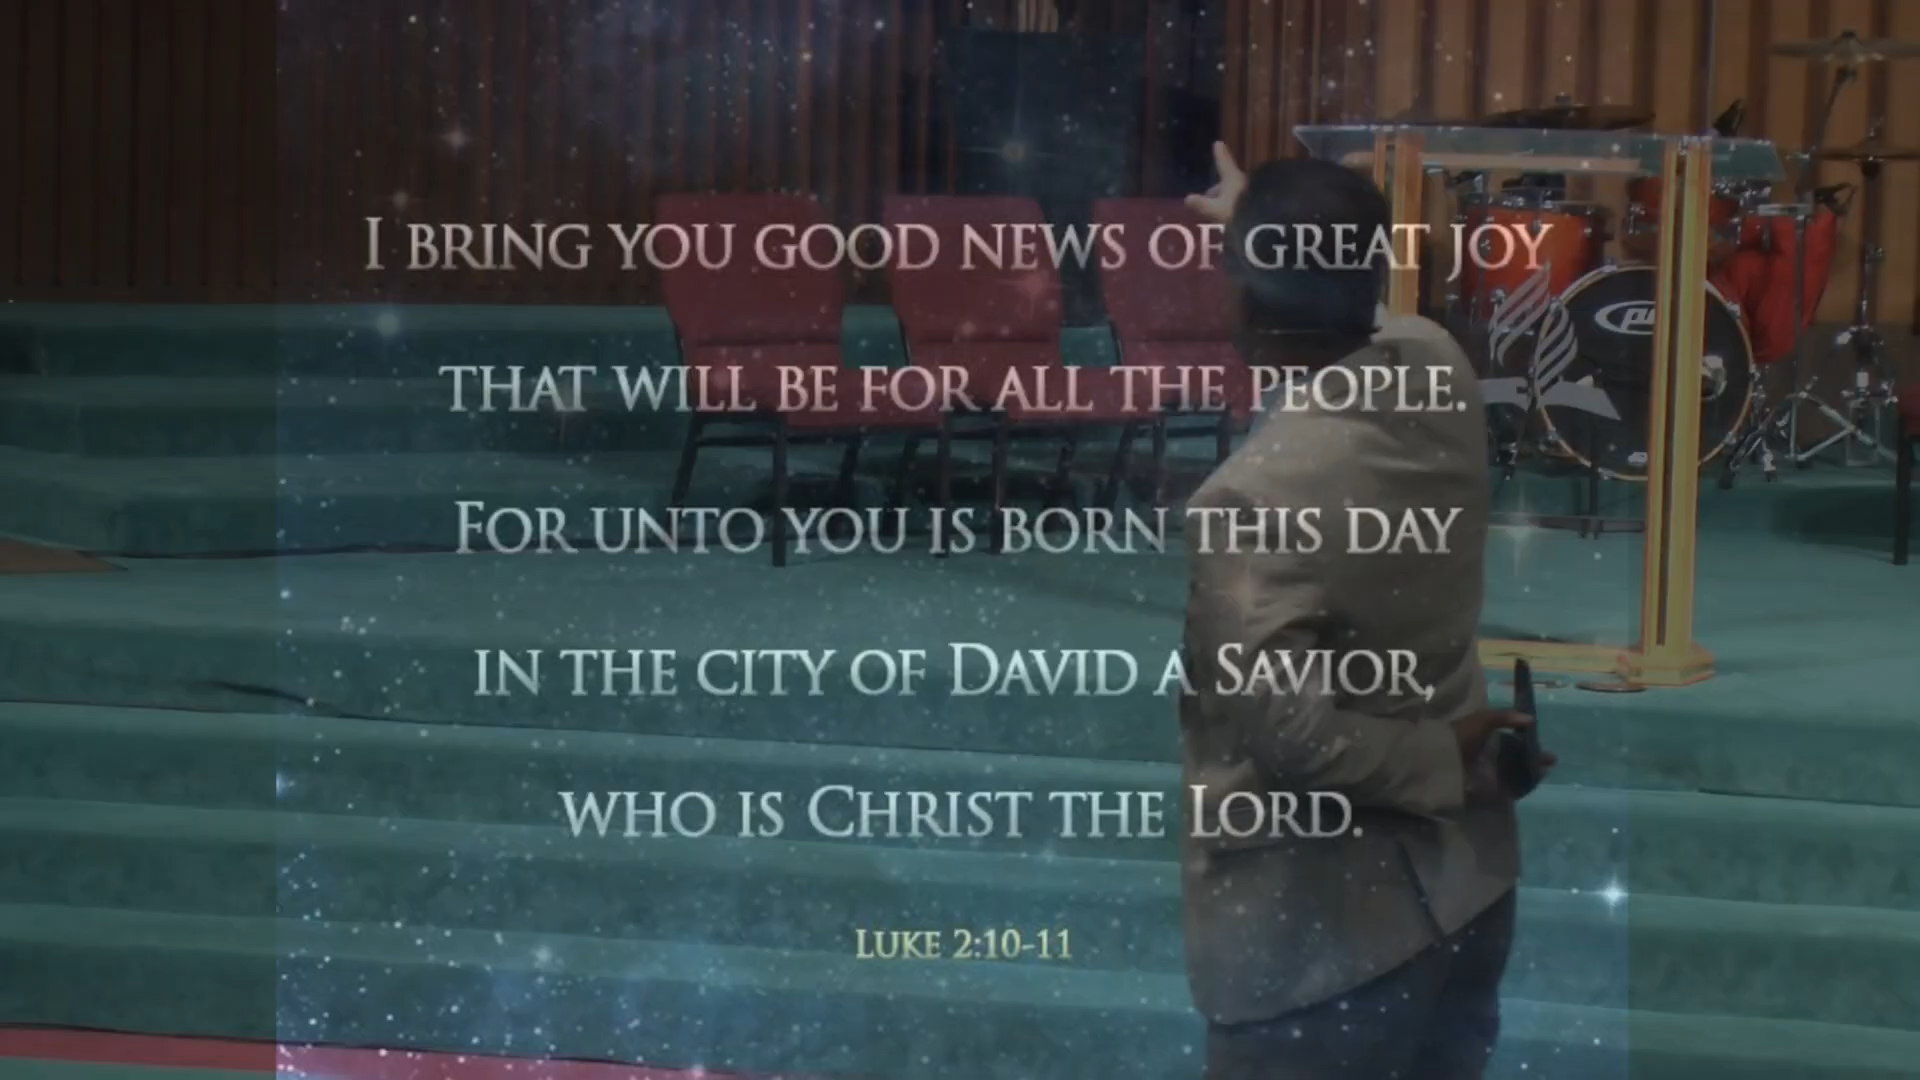 I BRING YOU GOOD NEWS OF GREAT JOY
THAT WILL BE FOR ALL THE PEOPLE.
FOR UNTO YOU IS BORN THIS DAY
IN THE CITY OF DAVID A SAVIOR,
WHO IS CHRIST THE LORD.
LUKE 2:10-11